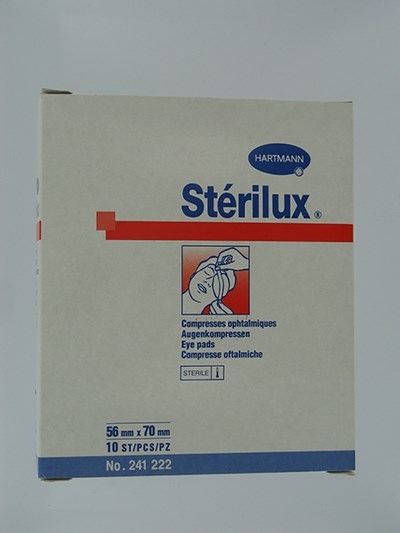 HARTMANN
Stérilux®
Compresses ophtalmiques
Augenkompressen
Eye pads
Compresse oftalmiche
STERILE
56 mm x 70 mm
10 ST/PCS/PZ
No. 241 222